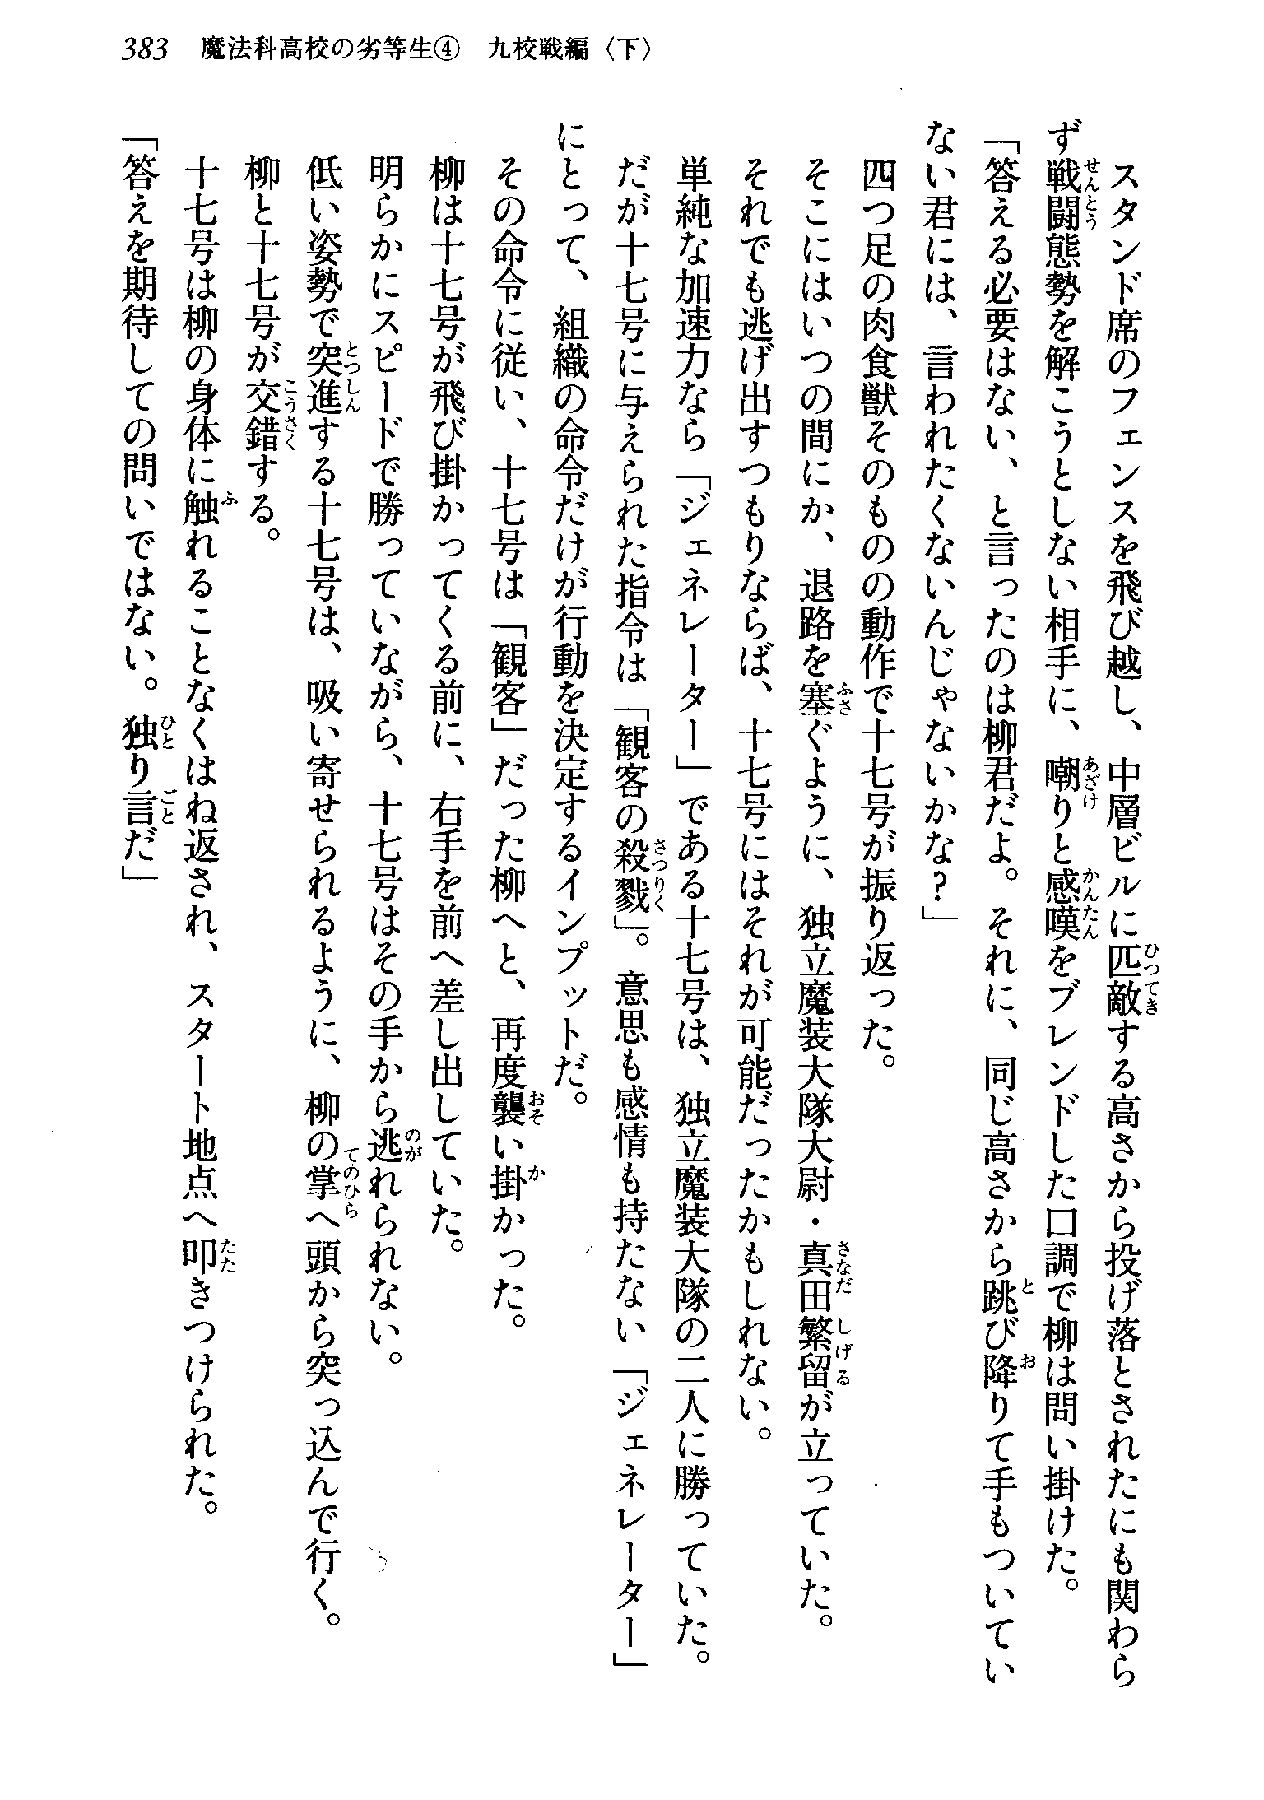 383 魔法科高校の劣等生④ 九校戦編〈下〉
スタンド席のフェンスを飛び越し、中層ビルに匹敵する高さから投げ落とされたにも関わら
ず戦闘態勢を解こうとしない相手に、嘲りと感嘆をブレンドした口調で柳は問い掛けた。
「答える必要はない、と言ったのは柳君だよ。それに、同じ高さから跳び降りて手もついてい
ない君には、言われたくないんじゃないかな?」
四つ足の肉食獣そのものの動作で十七号が振り返った。
そこにはいつの間にか、退路を塞ぐように、独立魔装大隊大尉・真田繁留が立っていた。
それでも逃げ出すつもりならば、十七号にはそれが可能だったかもしれない。
単純な加速力なら「ジェネレーター」である十七号は、独立魔装大隊の二人に勝っていた。
だが十七号に与えられた指令は「観客の殺戮」。意思も感情も持たない「ジェネレーター」
にとって、組織の命令だけが行動を決定するインプットだ。
その命令に従い、十七号は「観客」だった柳へと、再度襲い掛かった。
柳は十七号が飛び掛かってくる前に、右手を前へ差し出していた。
明らかにスピードで勝っていながら、十七号はその手から逃れられない。
低い姿勢で突進する十七号は、吸い寄せられるように、柳の掌へ頭から突っ込んで行く。
柳と十七号が交錯する。
十七号は柳の身体に触れることなくはね返され、スタート地点へ叩きつけられた。
「答えを期待しての問いではない。独り言だ」